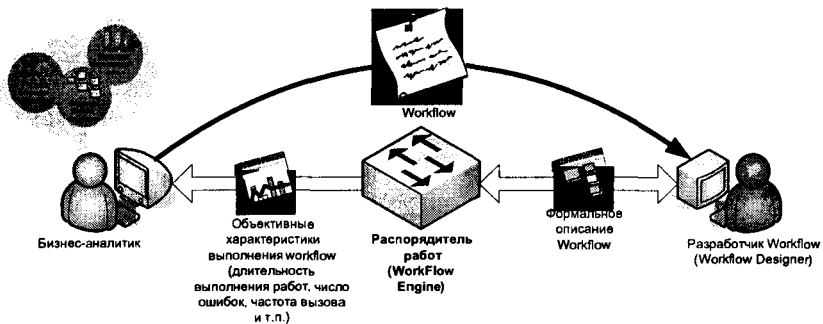 Workflow
Бизнес-аналитик
Объективные
характеристики
выполнения workflow
(длительность
выполнения работ, число
ошибок, частота вызова
и т.п.)
Распорядитель
работ
(WorkFlow
Engine)
Формальное
описание
Workflow
Разработчик Workflow
(Workflow Designer)